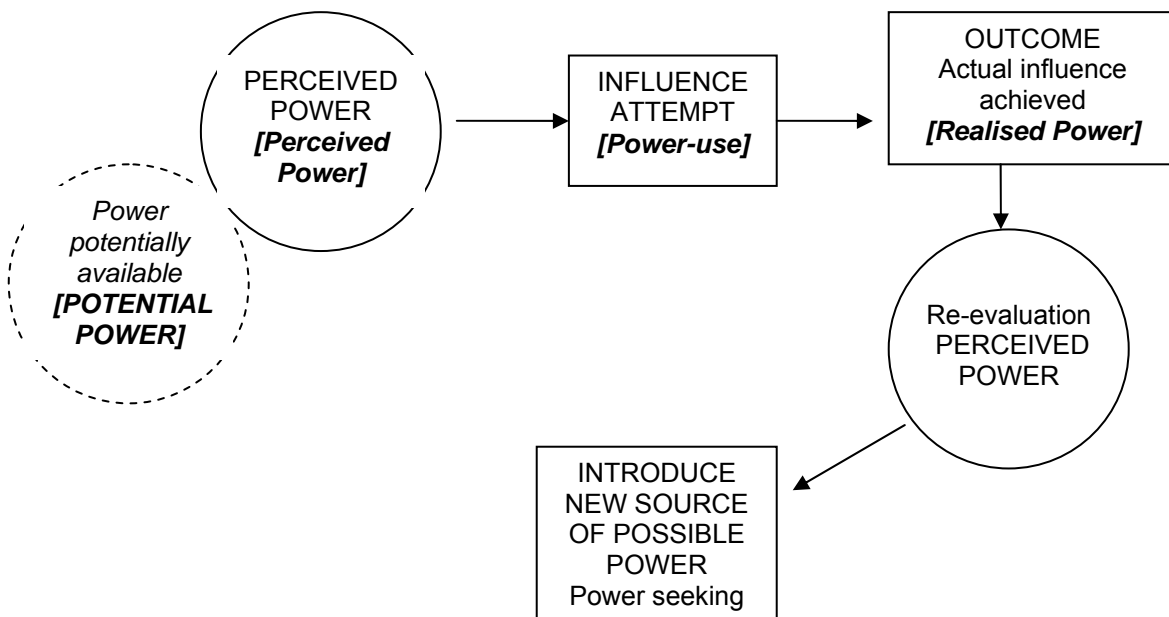 PERCEIVED
POWER
[Perceived
Power]
Power
potentially
available
[POTENTIAL
POWER]
INFLUENCE
ATTEMPT
[Power-use]
OUTCOME
Actual influence
achieved
[Realised Power]
Re-evaluation
PERCEIVED
POWER
INTRODUCE
NEW SOURCE
OF POSSIBLE
POWER
Power seeking